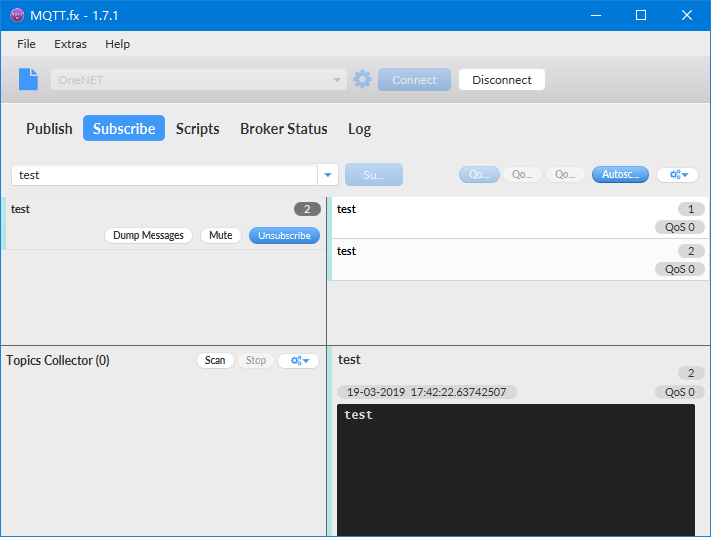 MQTT.fx - 1.7.1
File Extras Help
OneNET Connect Disconnect
Publish Subscribe Scripts Broker Status Log
test Su... Qo... Qo... Qo... Autosc...
test 2
Dump Messages Mute Unsubscribe
test 1
QoS 0
test 2
QoS 0
Topics Collector (0) Scan Stop
test
2
19-03-2019 17:42:22.63742507 QoS 0
test